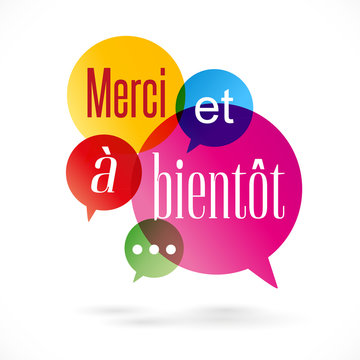 Merci et
à bientôt
...